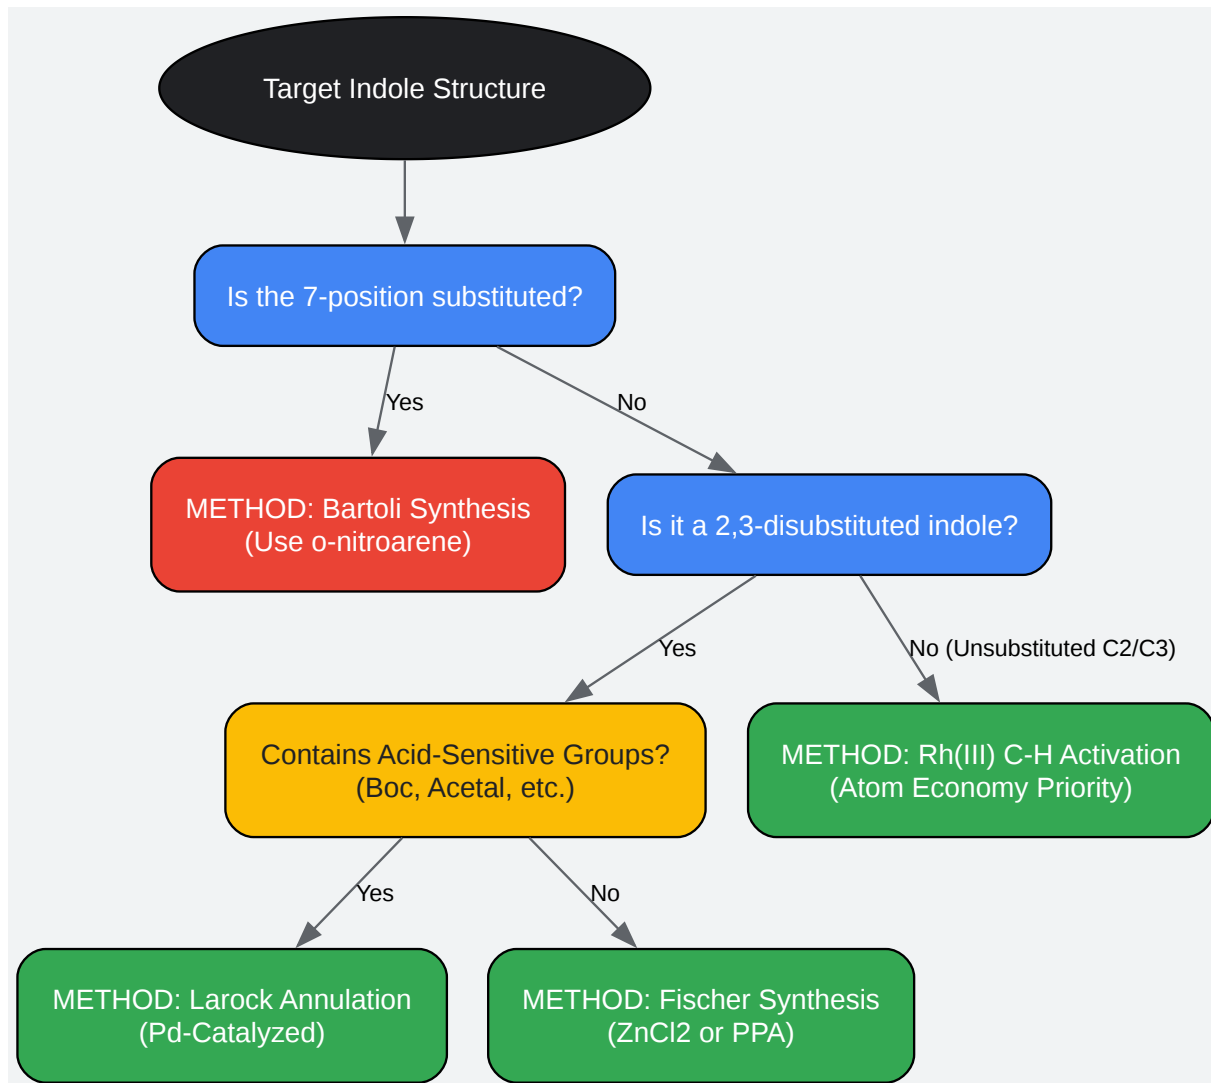 Target Indole Structure
Is the 7-position substituted?
Yes
No
METHOD: Bartoli Synthesis
(Use o-nitroarene)
Is it a 2,3-disubstituted indole?
Yes
No (Unsubstituted C2/C3)
Contains Acid-Sensitive Groups?
(Boc, Acetal, etc.)
METHOD: Rh(III) C-H Activation
(Atom Economy Priority)
Yes
No
METHOD: Larock Annulation
(Pd-Catalyzed)
METHOD: Fischer Synthesis
(ZnCl2 or PPA)